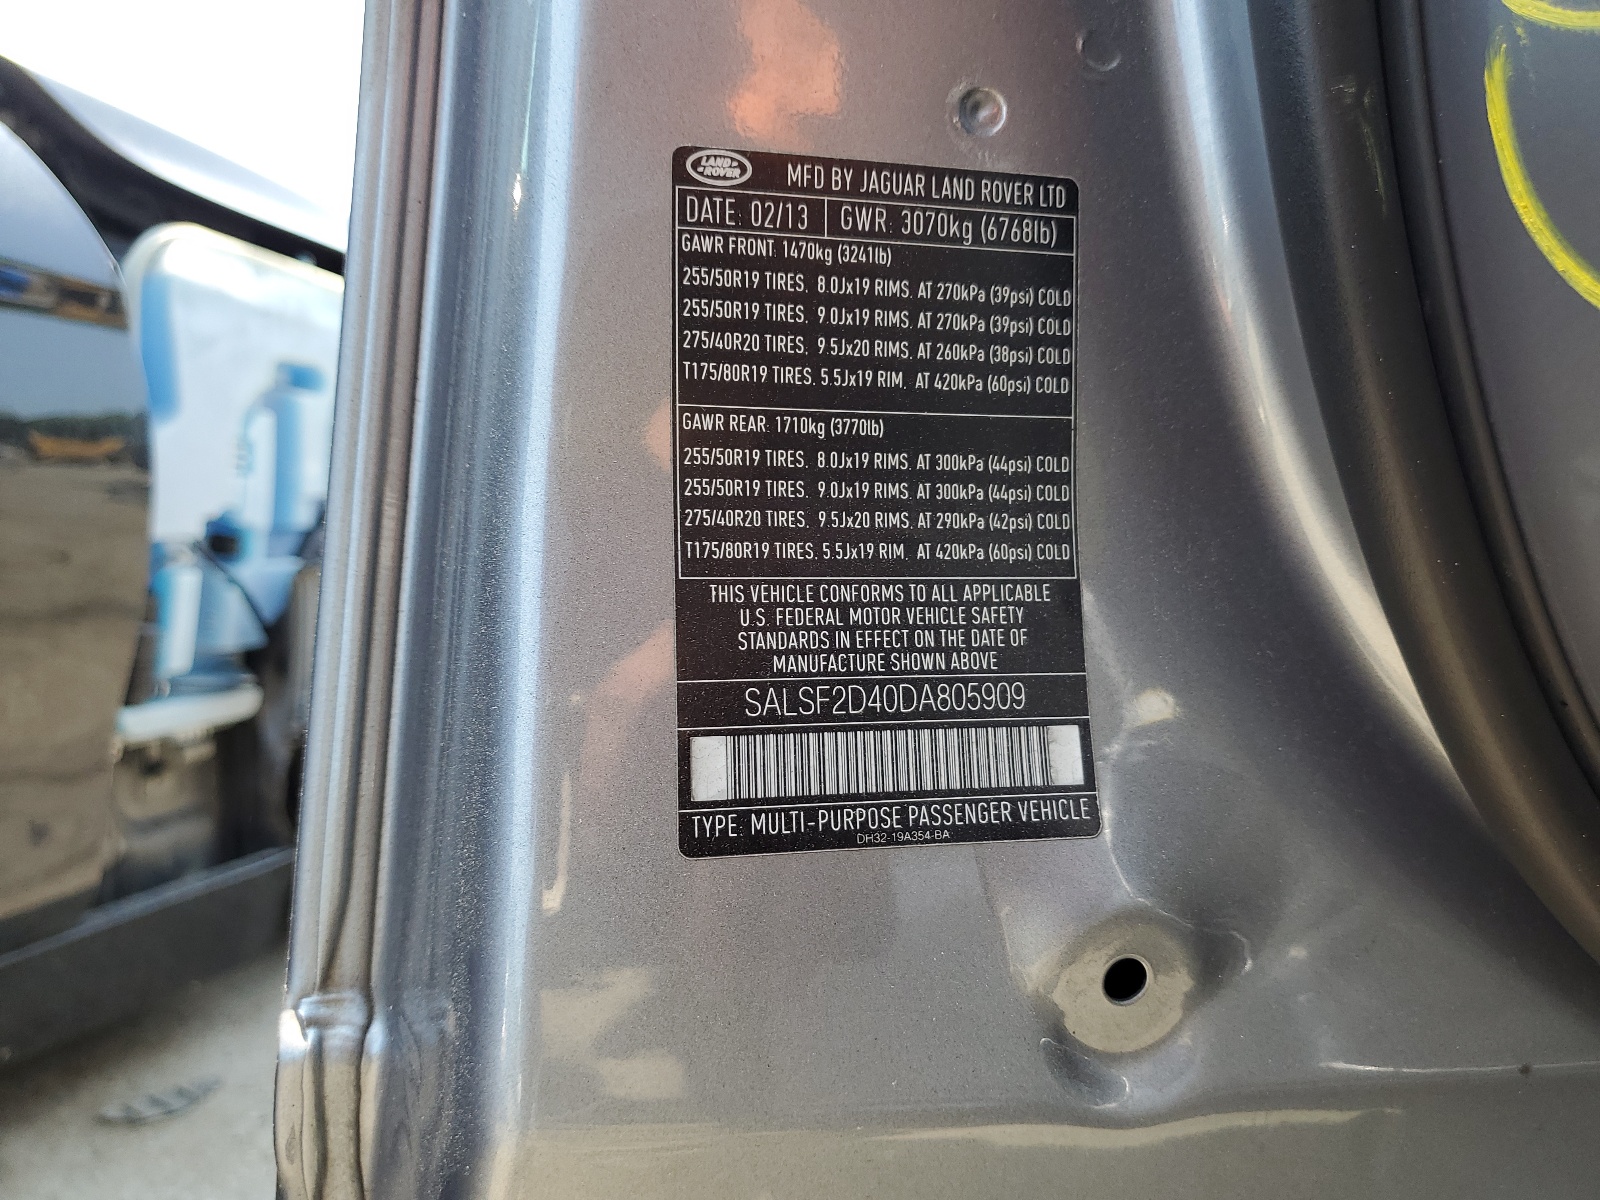 LAND ROVER
MFD BY JAGUAR LAND ROVER LTD
DATE: 02/13 GWR: 3070kg (6768lb)
GAWR FRONT: 1470kg (3241lb)
255/50R19 TIRES. 8.0Jx19 RIMS. AT 270kPa (39psi) COLD
255/50R19 TIRES. 9.0Jx19 RIMS. AT 270kPa (39psi) COLD
275/40R20 TIRES. 9.5Jx20 RIMS. AT 260kPa (38psi) COLD
T175/80R19 TIRES. 5.5Jx19 RIM. AT 420kPa (60psi) COLD
GAWR REAR: 1710kg (3770lb)
255/50R19 TIRES. 8.0Jx19 RIMS. AT 300kPa (44psi) COLD
255/50R19 TIRES. 9.0Jx19 RIMS. AT 300kPa (44psi) COLD
275/40R20 TIRES. 9.5Jx20 RIMS. AT 290kPa (42psi) COLD
T175/80R19 TIRES. 5.5Jx19 RIM. AT 420kPa (60psi) COLD
THIS VEHICLE CONFORMS TO ALL APPLICABLE
U.S. FEDERAL MOTOR VEHICLE SAFETY
STANDARDS IN EFFECT ON THE DATE OF
MANUFACTURE SHOWN ABOVE
SALSF2D40DA805909
TYPE: MULTI-PURPOSE PASSENGER VEHICLE
DH32-19A354-BA